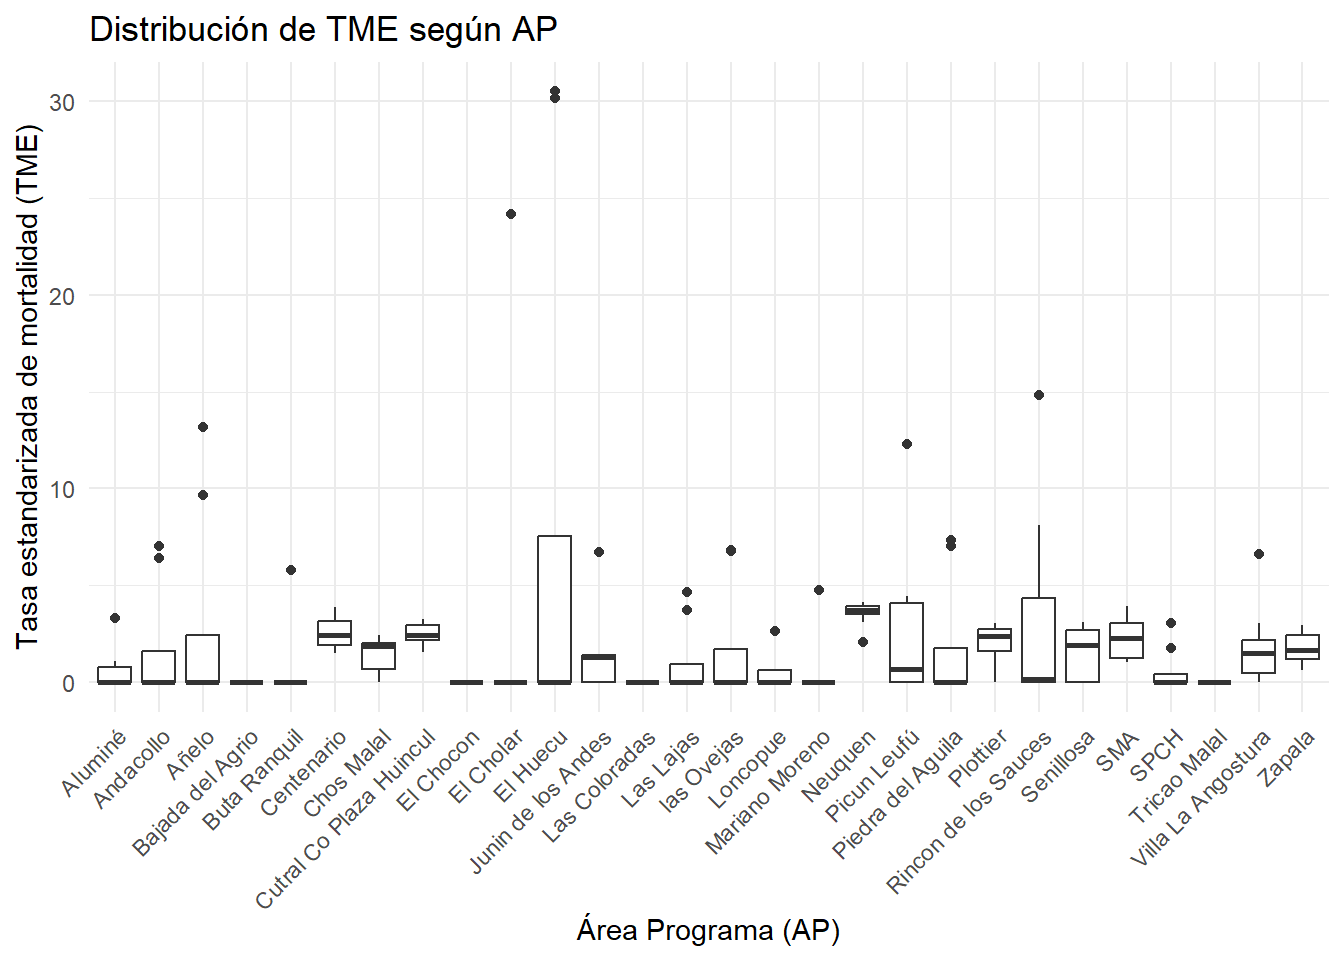 Distribución de TME según AP
Tasa estandarizada de mortalidad (TME)
30
20
10
0
Aluminé
Andacollo
Añelo
Bajada del Agrio
Buta Ranquil
Centenario
Chos Malal
Cutral Co Plaza Huincul
El Chocon
El Cholar
El Huecu
Junin de los Andes
Las Coloradas
Las Lajas
las Ovejas
Loncopue
Mariano Moreno
Neuquen
Picun Leufú
Piedra del Aguila
Plottier
Rincon de los Sauces
Senillosa
SMA
SPCH
Tricao Malal
Villa La Angostura
Zapala
Área Programa (AP)